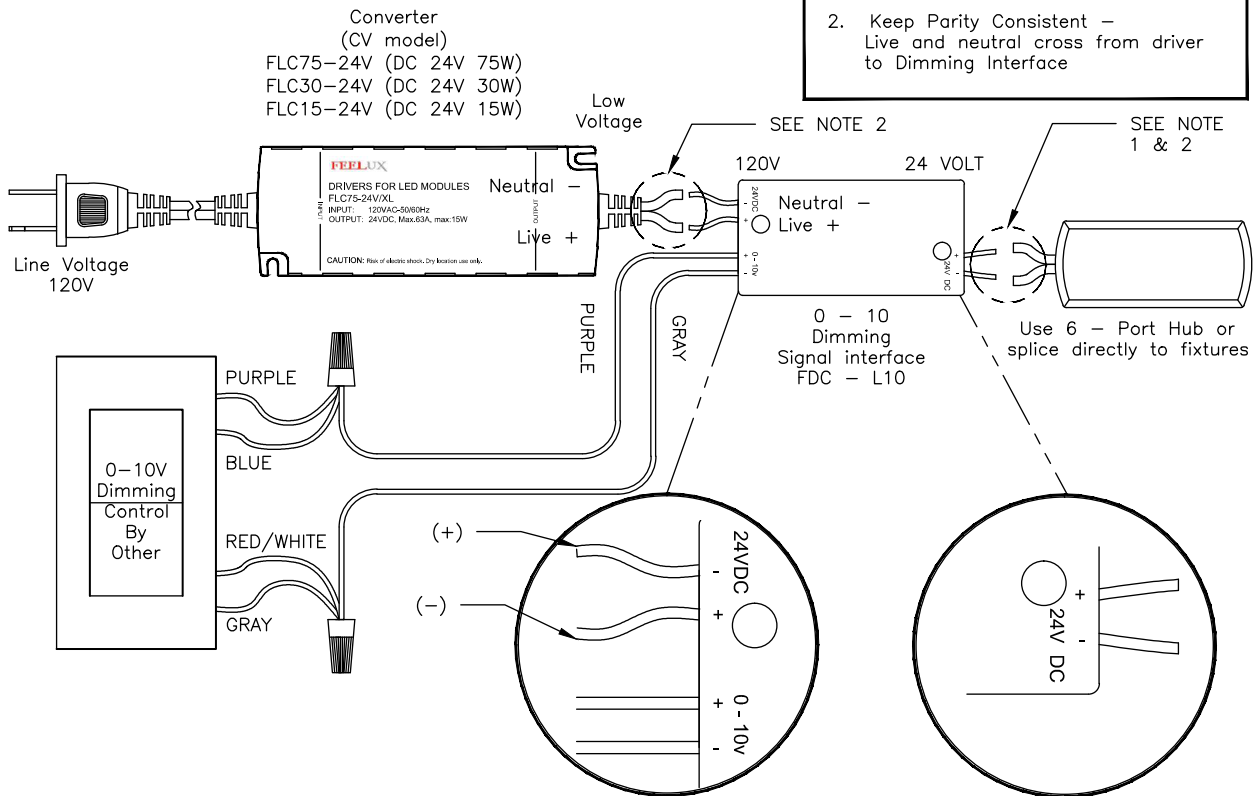 Converter
(CV model)
FLC75-24V (DC 24V 75W)
FLC30-24V (DC 24V 30W)
FLC15-24V (DC 24V 15W)
2. Keep Parity Consistent –
Live and neutral cross from driver
to Dimming Interface
Low
Voltage
SEE NOTE 2
SEE NOTE
1 & 2
Line Voltage
120V
INPUT
FEELUX
DRIVERS FOR LED MODULES
FLC75-24V/XL
INPUT: 120VAC-50/60Hz
OUTPUT: 24VDC, Max.63A, max:15W
CAUTION: Risk of electric shock. Dry location use only.
Neutral -
OUTPUT
Live +
120V
24 VOLT
24VDC
-
+
Neutral -
Live +
0-10v
+
-
24V DC
+
-
0 – 10
Dimming
Signal interface
FDC – L10
Use 6 – Port Hub or
splice directly to fixtures
PURPLE
GRAY
PURPLE
BLUE
RED/WHITE
GRAY
0-10V
Dimming
Control
By
Other
(+)
(-)
24VDC
-
+
0-10v
+
-
24V DC
+
-